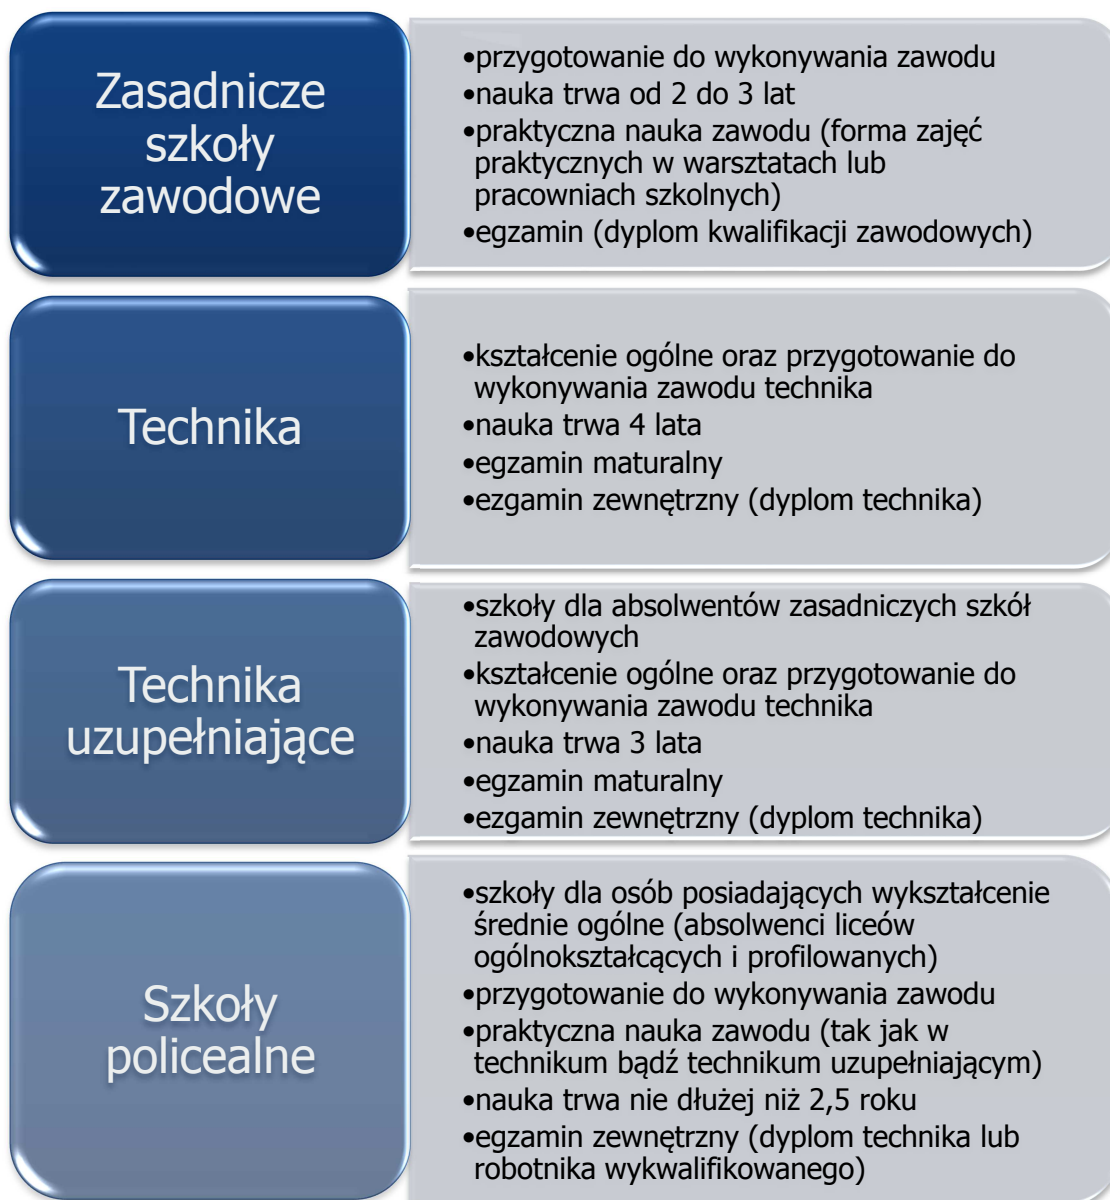 Zasadnicze
szkoły
zawodowe
•przygotowanie do wykonywania zawodu
•nauka trwa od 2 do 3 lat
•praktyczna nauka zawodu (forma zajęć
praktycznych w warsztatach lub
pracowniach szkolnych)
•egzamin (dyplom kwalifikacji zawodowych)
Technika
•kształcenie ogólne oraz przygotowanie do
wykonywania zawodu technika
•nauka trwa 4 lata
•egzamin maturalny
•ezgamin zewnętrzny (dyplom technika)
Technika
uzupełniające
•szkoły dla absolwentów zasadniczych szkół
zawodowych
•kształcenie ogólne oraz przygotowanie do
wykonywania zawodu technika
•nauka trwa 3 lata
•egzamin maturalny
•ezgamin zewnętrzny (dyplom technika)
Szkoły
policealne
•szkoły dla osób posiadających wykształcenie
średnie ogólne (absolwenci liceów
ogólnokształcących i profilowanych)
•przygotowanie do wykonywania zawodu
•praktyczna nauka zawodu (tak jak w
technikum bądź technikum uzupełniającym)
•nauka trwa nie dłużej niż 2,5 roku
•egzamin zewnętrzny (dyplom technika lub
robotnika wykwalifikowanego)